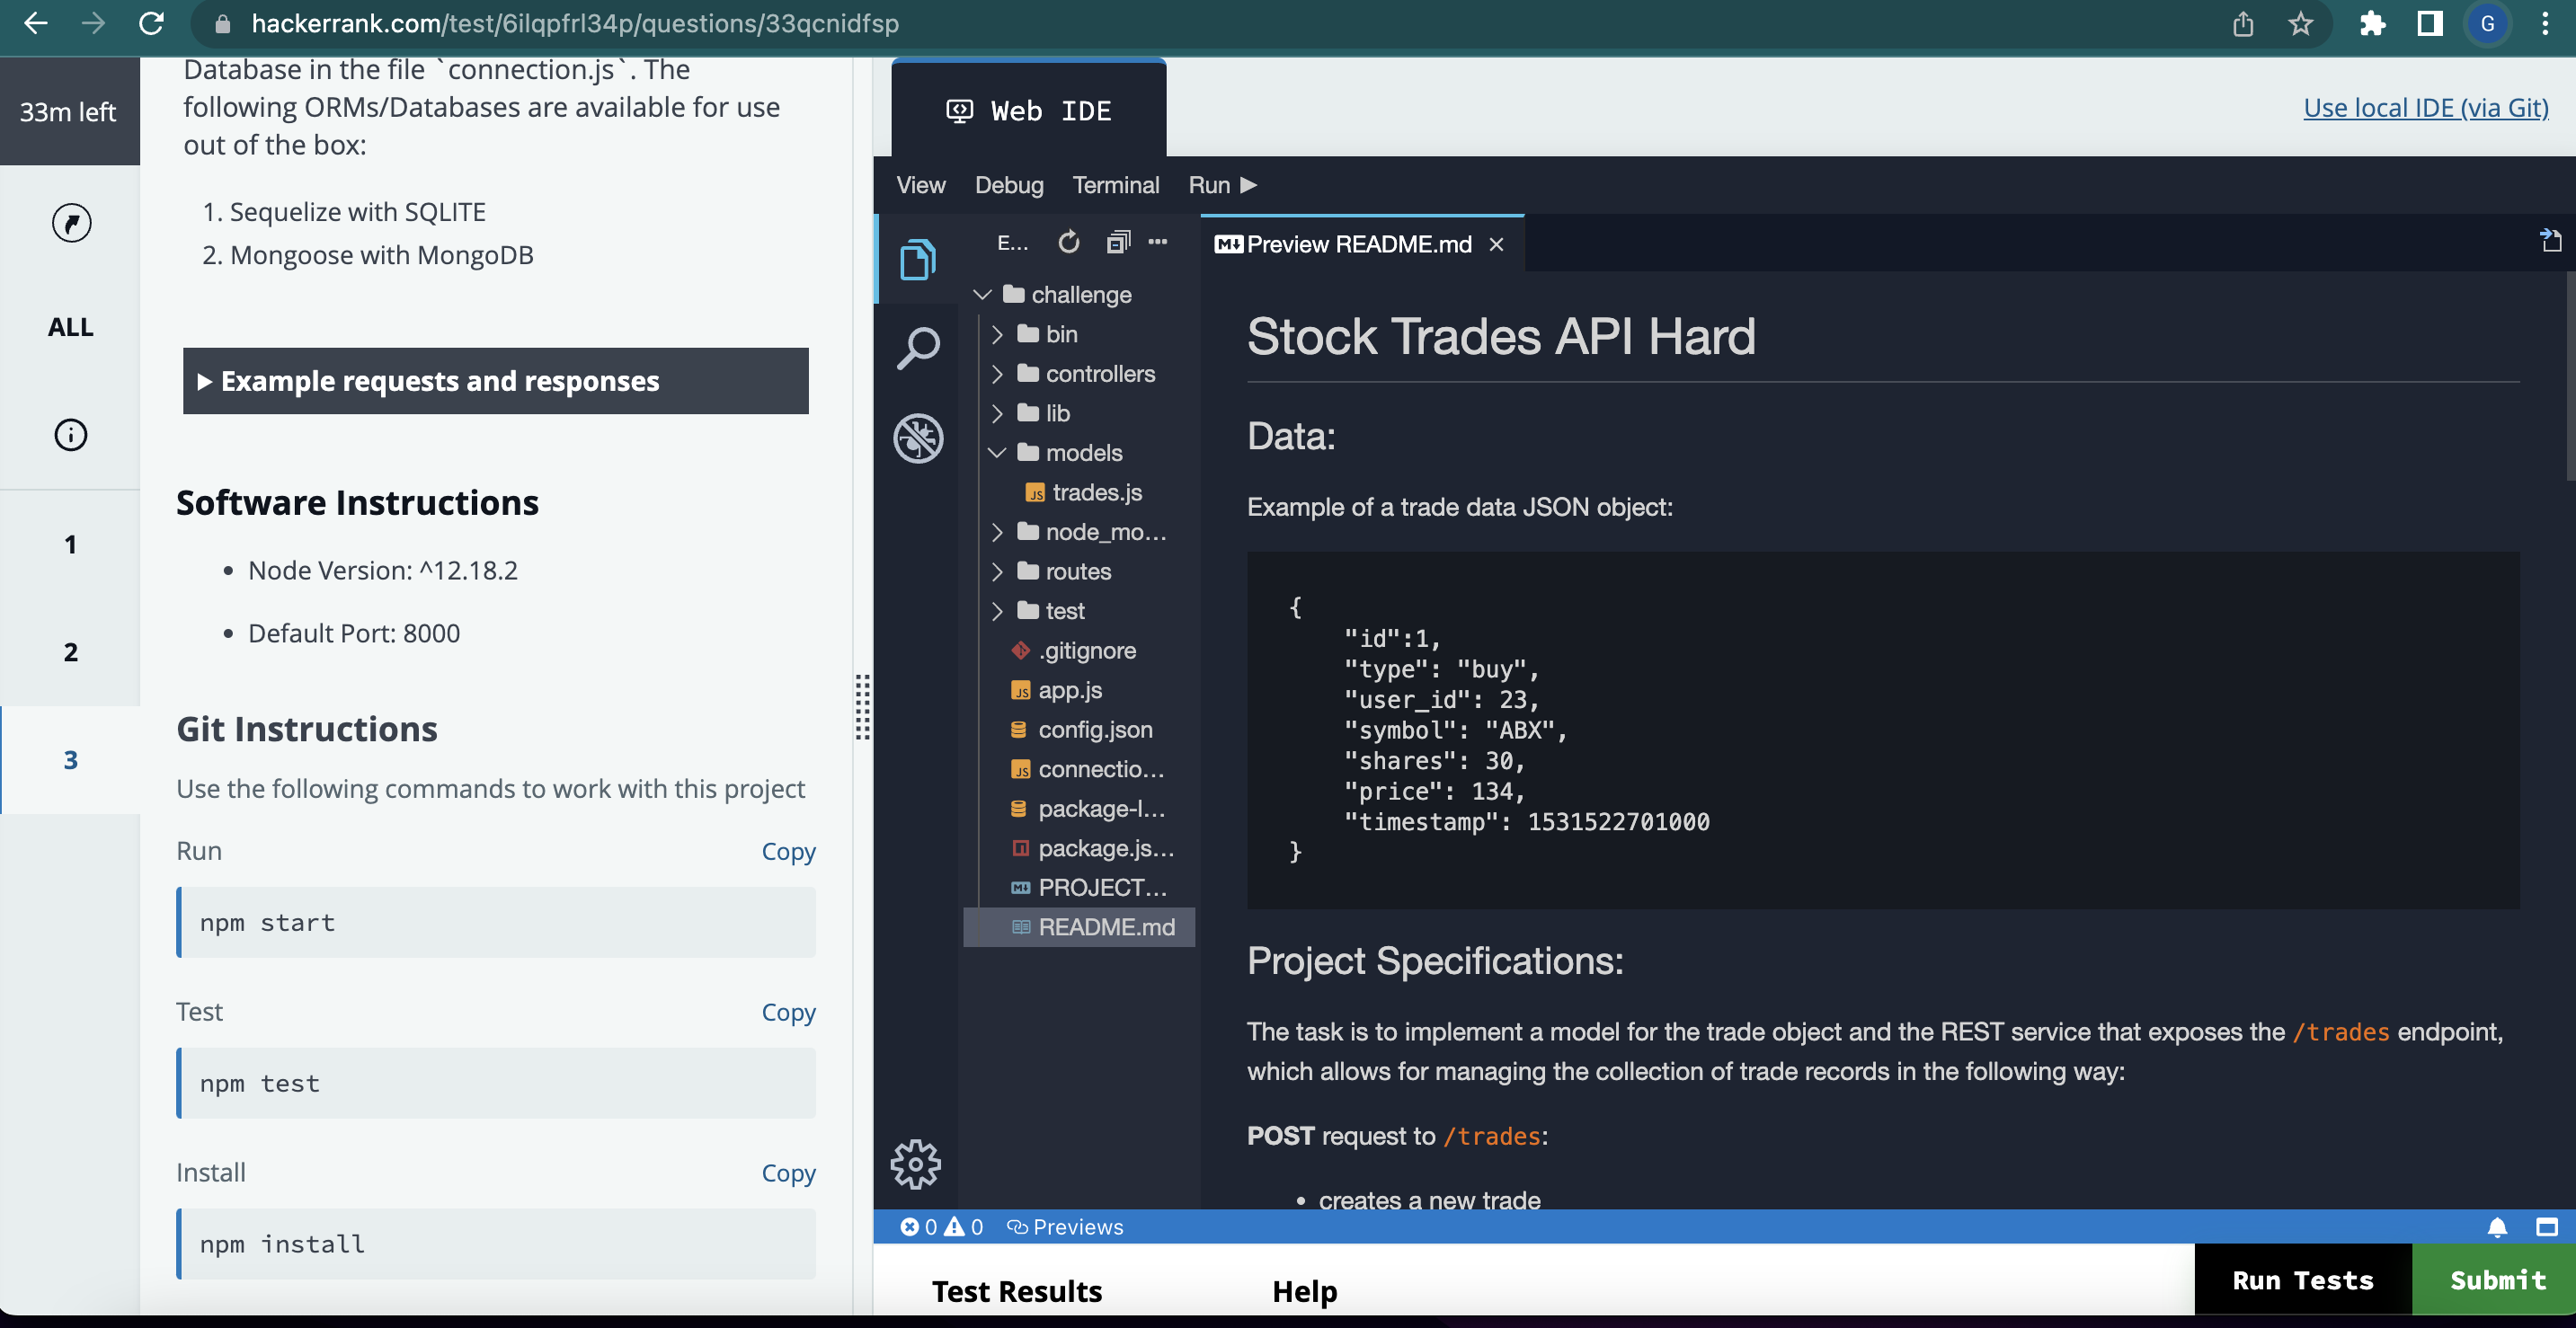 hackerrank.com/test/6ilqpfrl34p/questions/33qcnidfsp
G
33m left
ALL
1
2
3
Database in the file `connection.js`. The
following ORMs/Databases are available for use
out of the box:
1. Sequelize with SQLITE
2. Mongoose with MongoDB
Example requests and responses
Software Instructions
• Node Version: ^12.18.2
• Default Port: 8000
Git Instructions
Use the following commands to work with this project
Run
Copy
npm start
Test
Copy
npm test
Install
Copy
npm install
Web IDE
Use local IDE (via Git)
View Debug Terminal Run
E...
challenge
bin
controllers
lib
models
JS trades.js
node_mo...
routes
test
.gitignore
JS app.js
config.json
JS connectio...
package-l...
package.js...
PROJECT...
README.md
Preview README.md
Stock Trades API Hard
Data:
Example of a trade data JSON object:
{
"id":1,
"type": "buy",
"user_id": 23,
"symbol": "ABX",
"shares": 30,
"price": 134,
"timestamp": 1531522701000
}
Project Specifications:
The task is to implement a model for the trade object and the REST service that exposes the /trades endpoint,
which allows for managing the collection of trade records in the following way:
POST request to /trades:
• creates a new trade
0 0 Previews
Test Results
Help
Run Tests
Submit